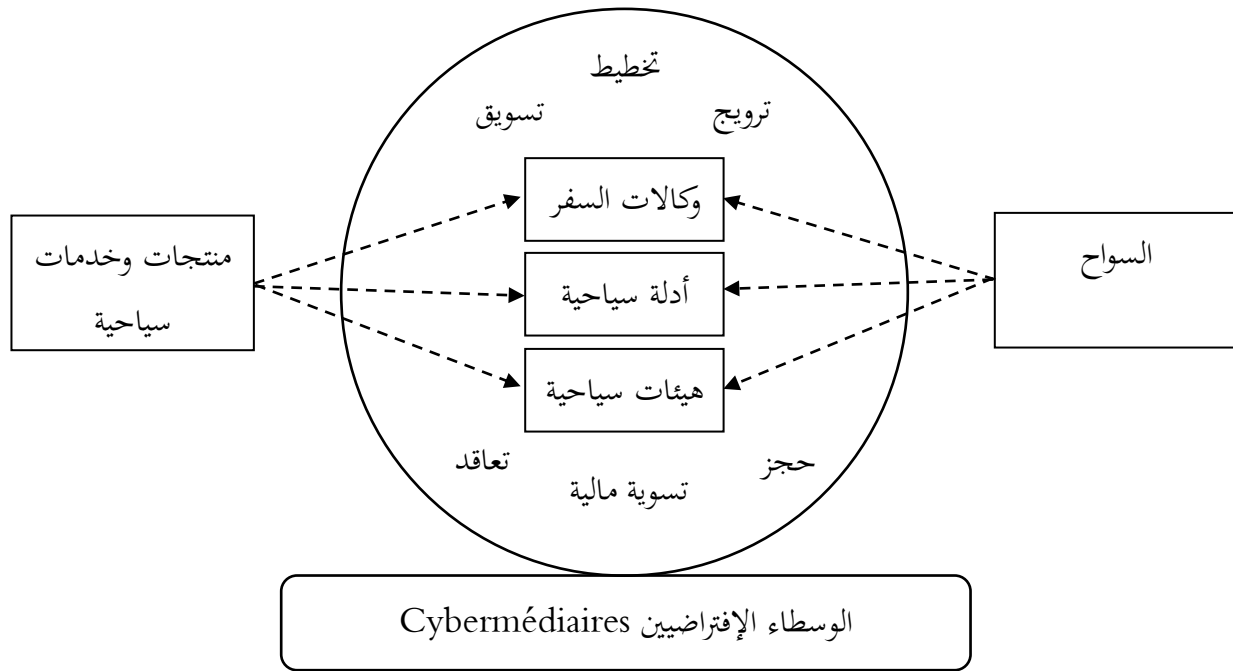 تخطيط
ترويج
تسويق
وكالات السفر
السواح
منتجات وخدمات
سياحية
أدلة سياحية
هيئات سياحية
حجز
تعاقد
تسوية مالية
الوسطاء الإفتراضيين Cybermédiaires